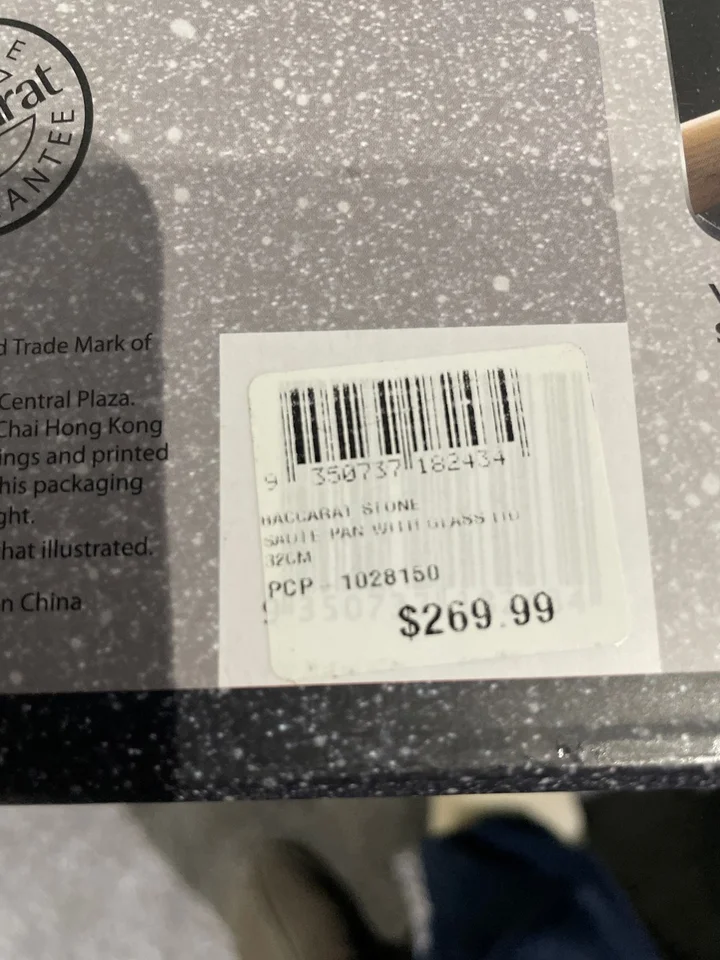 rat
ANTEE
d Trade Mark of
Central Plaza.
Chai Hong Kong
ings and printed
his packaging
ght.
hat illustrated.
n China
9 350737 182434
BACCARAT STONE
SAUTE PAN WITH GLASS LID
32CM
PCP - 1028150
$269.99